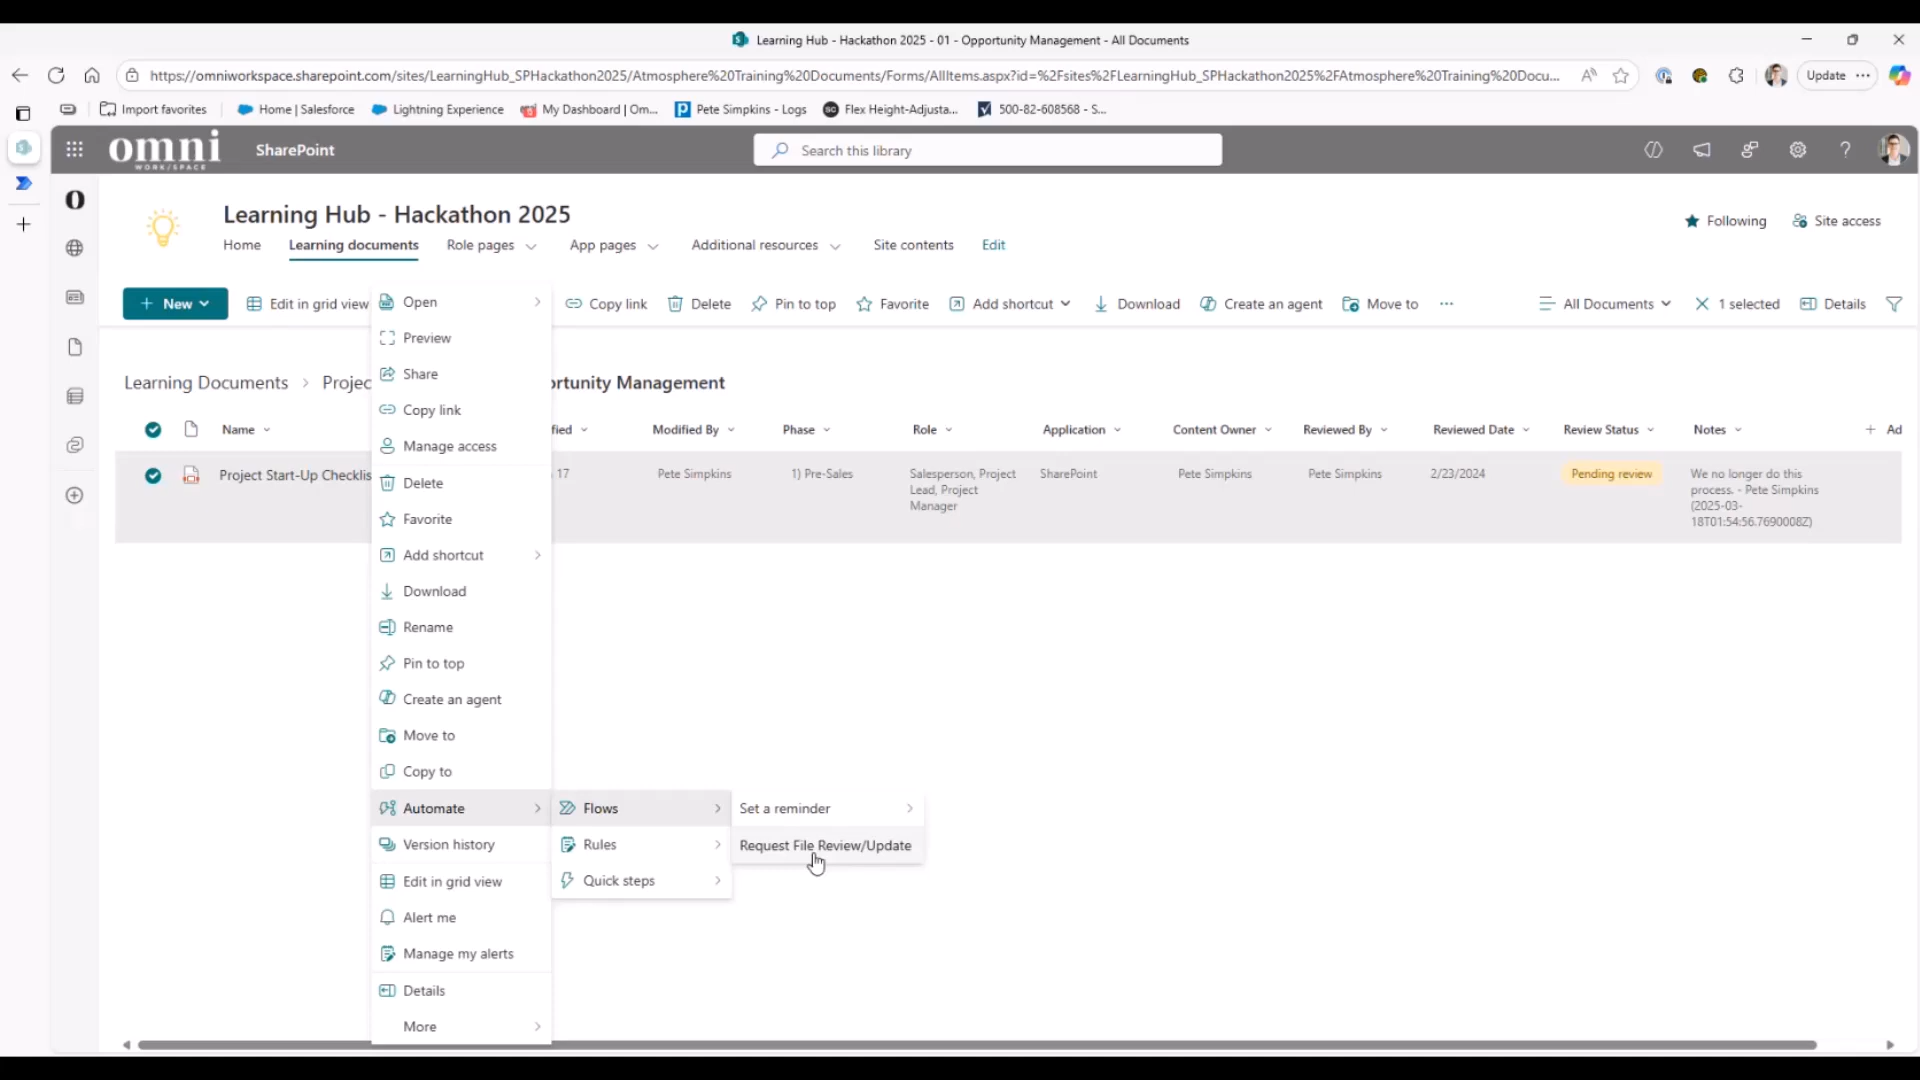 Learning Hub - Hackathon 2025 - 01 - Opportunity Management - All Documents
https://omniworkspace.sharepoint.com/sites/LearningHub_SPHackathon2025/Atmosphere%20Training%20Documents/Forms/AllItems.aspx?id=%2Fsites%2FLearningHub_SPHackathon2025%2FAtmosphere%20Training%20Docu...
Update
Import favorites
Home | Salesforce
Lightning Experience
My Dashboard | Om...
Pete Simpkins - Logs
Flex Height-Adjusta...
500-82-608568 - S...
omni
WORK/SPACE
SharePoint
Search this library
Learning Hub - Hackathon 2025
Following
Site access
Home
Learning documents
Role pages
App pages
Additional resources
Site contents
Edit
New
Edit in grid view
Copy link
Delete
Pin to top
Favorite
Add shortcut
Download
Create an agent
Move to
All Documents
1 selected
Details
Learning Documents > Projec
ortunity Management
Name
fied
Modified By
Phase
Role
Application
Content Owner
Reviewed By
Reviewed Date
Review Status
Notes
+ Ad
Project Start-Up Checklis
17
Pete Simpkins
1) Pre-Sales
Salesperson, Project
Lead, Project
Manager
SharePoint
Pete Simpkins
Pete Simpkins
2/23/2024
Pending review
We no longer do this
process. - Pete Simpkins
(2025-03-
18T01:54:56.7690008Z)
Open
Preview
Share
Copy link
Manage access
Delete
Favorite
Add shortcut
Download
Rename
Pin to top
Create an agent
Move to
Copy to
Automate
Version history
Edit in grid view
Alert me
Manage my alerts
Details
More
Flows
Rules
Quick steps
Set a reminder
Request File Review/Update